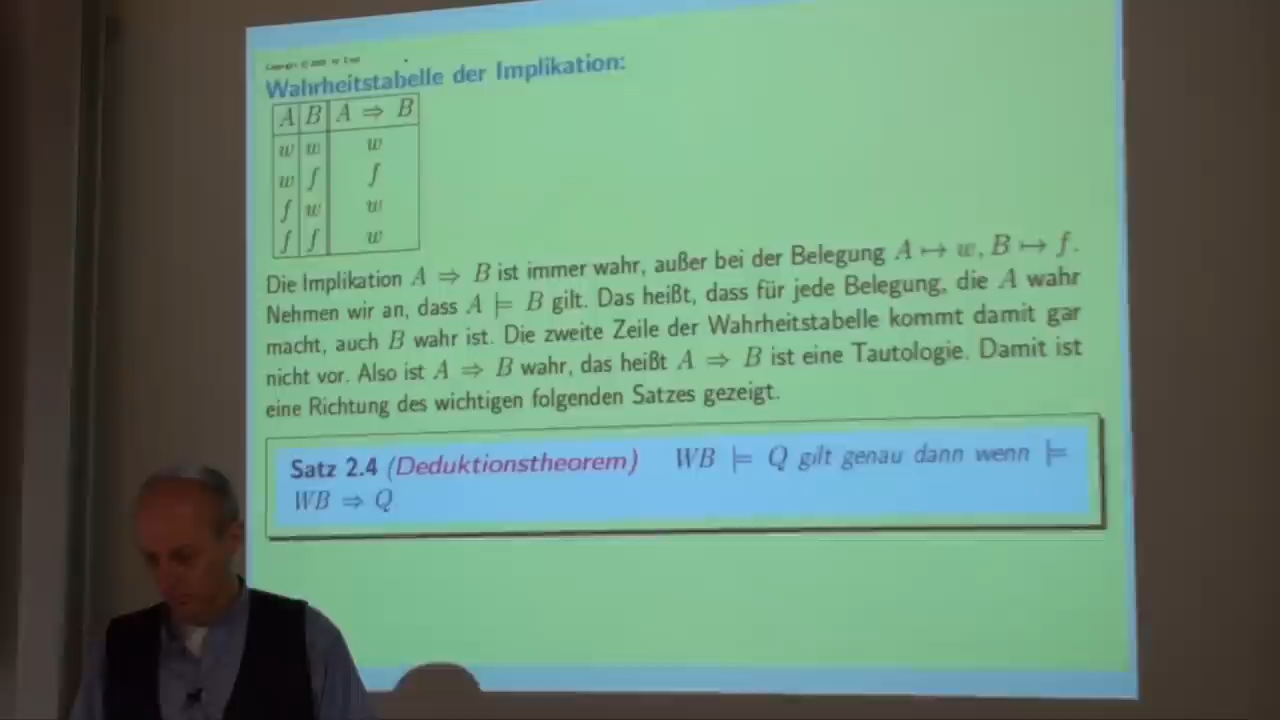 Wahrheitstabelle der Implikation:
A B A ⇒ B
w w w
w f f
f w w
f f w
Die Implikation A ⇒ B ist immer wahr, außer bei der Belegung A ↦ w, B ↦ f.
Nehmen wir an, dass A ⊨ B gilt. Das heißt, dass für jede Belegung, die A wahr
macht, auch B wahr ist. Die zweite Zeile der Wahrheitstabelle kommt damit gar
nicht vor. Also ist A ⇒ B wahr, das heißt A ⇒ B ist eine Tautologie. Damit ist
eine Richtung des wichtigen folgenden Satzes gezeigt.
Satz 2.4 (Deduktionstheorem) WB ⊨ Q gilt genau dann wenn ⊨
WB ⇒ Q